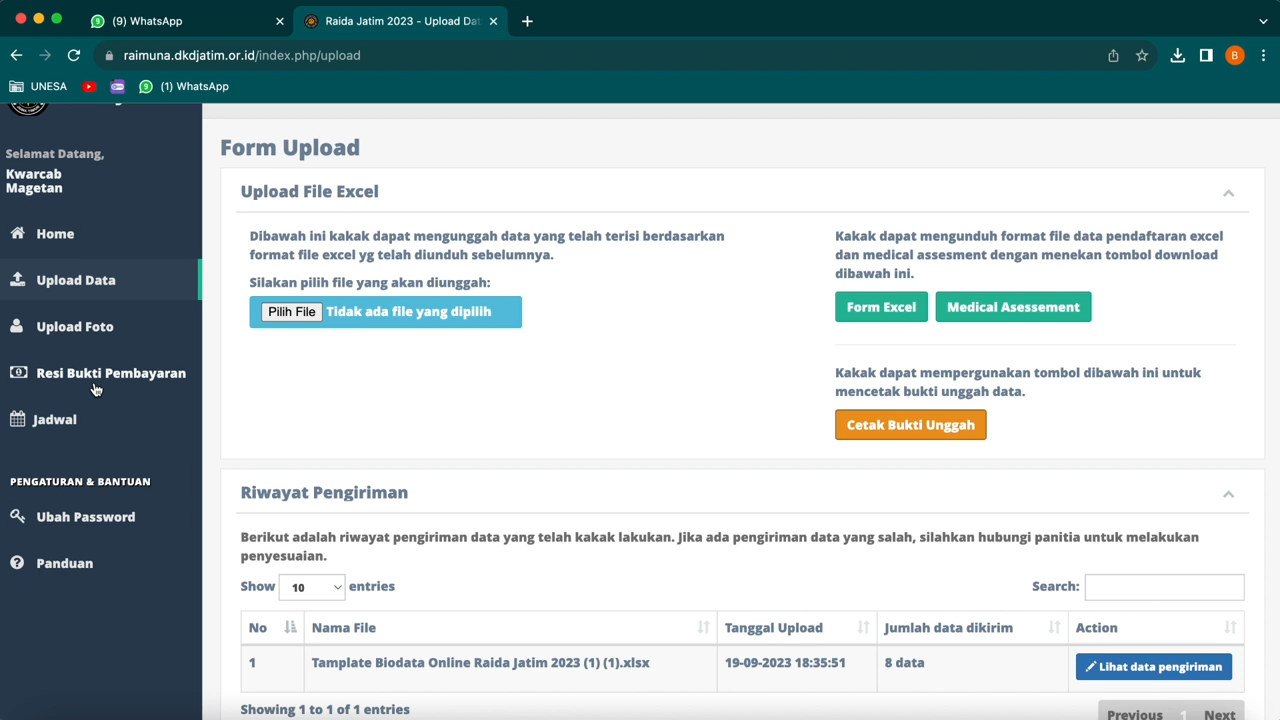 (9) WhatsApp
Raida Jatim 2023 - Upload Dat
raimuna.dkdjatim.or.id/index.php/upload
B
UNESA
(1) WhatsApp
Selamat Datang,
Kwarcab
Magetan
Home
Upload Data
Upload Foto
Resi Bukti Pembayaran
Jadwal
PENGATURAN & BANTUAN
Ubah Password
Panduan
Form Upload
Upload File Excel
Dibawah ini kakak dapat mengunggah data yang telah terisi berdasarkan
format file excel yg telah diunduh sebelumnya.
Silakan pilih file yang akan diunggah:
Pilih File Tidak ada file yang dipilih
Kakak dapat mengunduh format file data pendaftaran excel
dan medical assesment dengan menekan tombol download
dibawah ini.
Form Excel Medical Asessement
Kakak dapat mempergunakan tombol dibawah ini untuk
mencetak bukti unggah data.
Cetak Bukti Unggah
Riwayat Pengiriman
Berikut adalah riwayat pengiriman data yang telah kakak lakukan. Jika ada pengiriman data yang salah, silahkan hubungi panitia untuk melakukan
penyesuaian.
Show 10 entries Search:
No Nama File Tanggal Upload Jumlah data dikirim Action
1 Tamplate Biodata Online Raida Jatim 2023 (1) (1).xlsx 19-09-2023 18:35:51 8 data Lihat data pengiriman
Showing 1 to 1 of 1 entries
Previous 1 Next